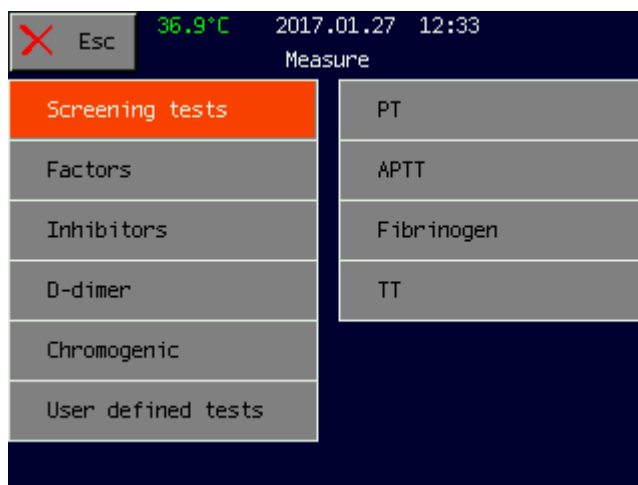 Esc 36.9°C 2017.01.27 12:33
Measure
Screening tests
Factors
Inhibitors
D-dimer
Chromogenic
User defined tests
PT
APTT
Fibrinogen
TT